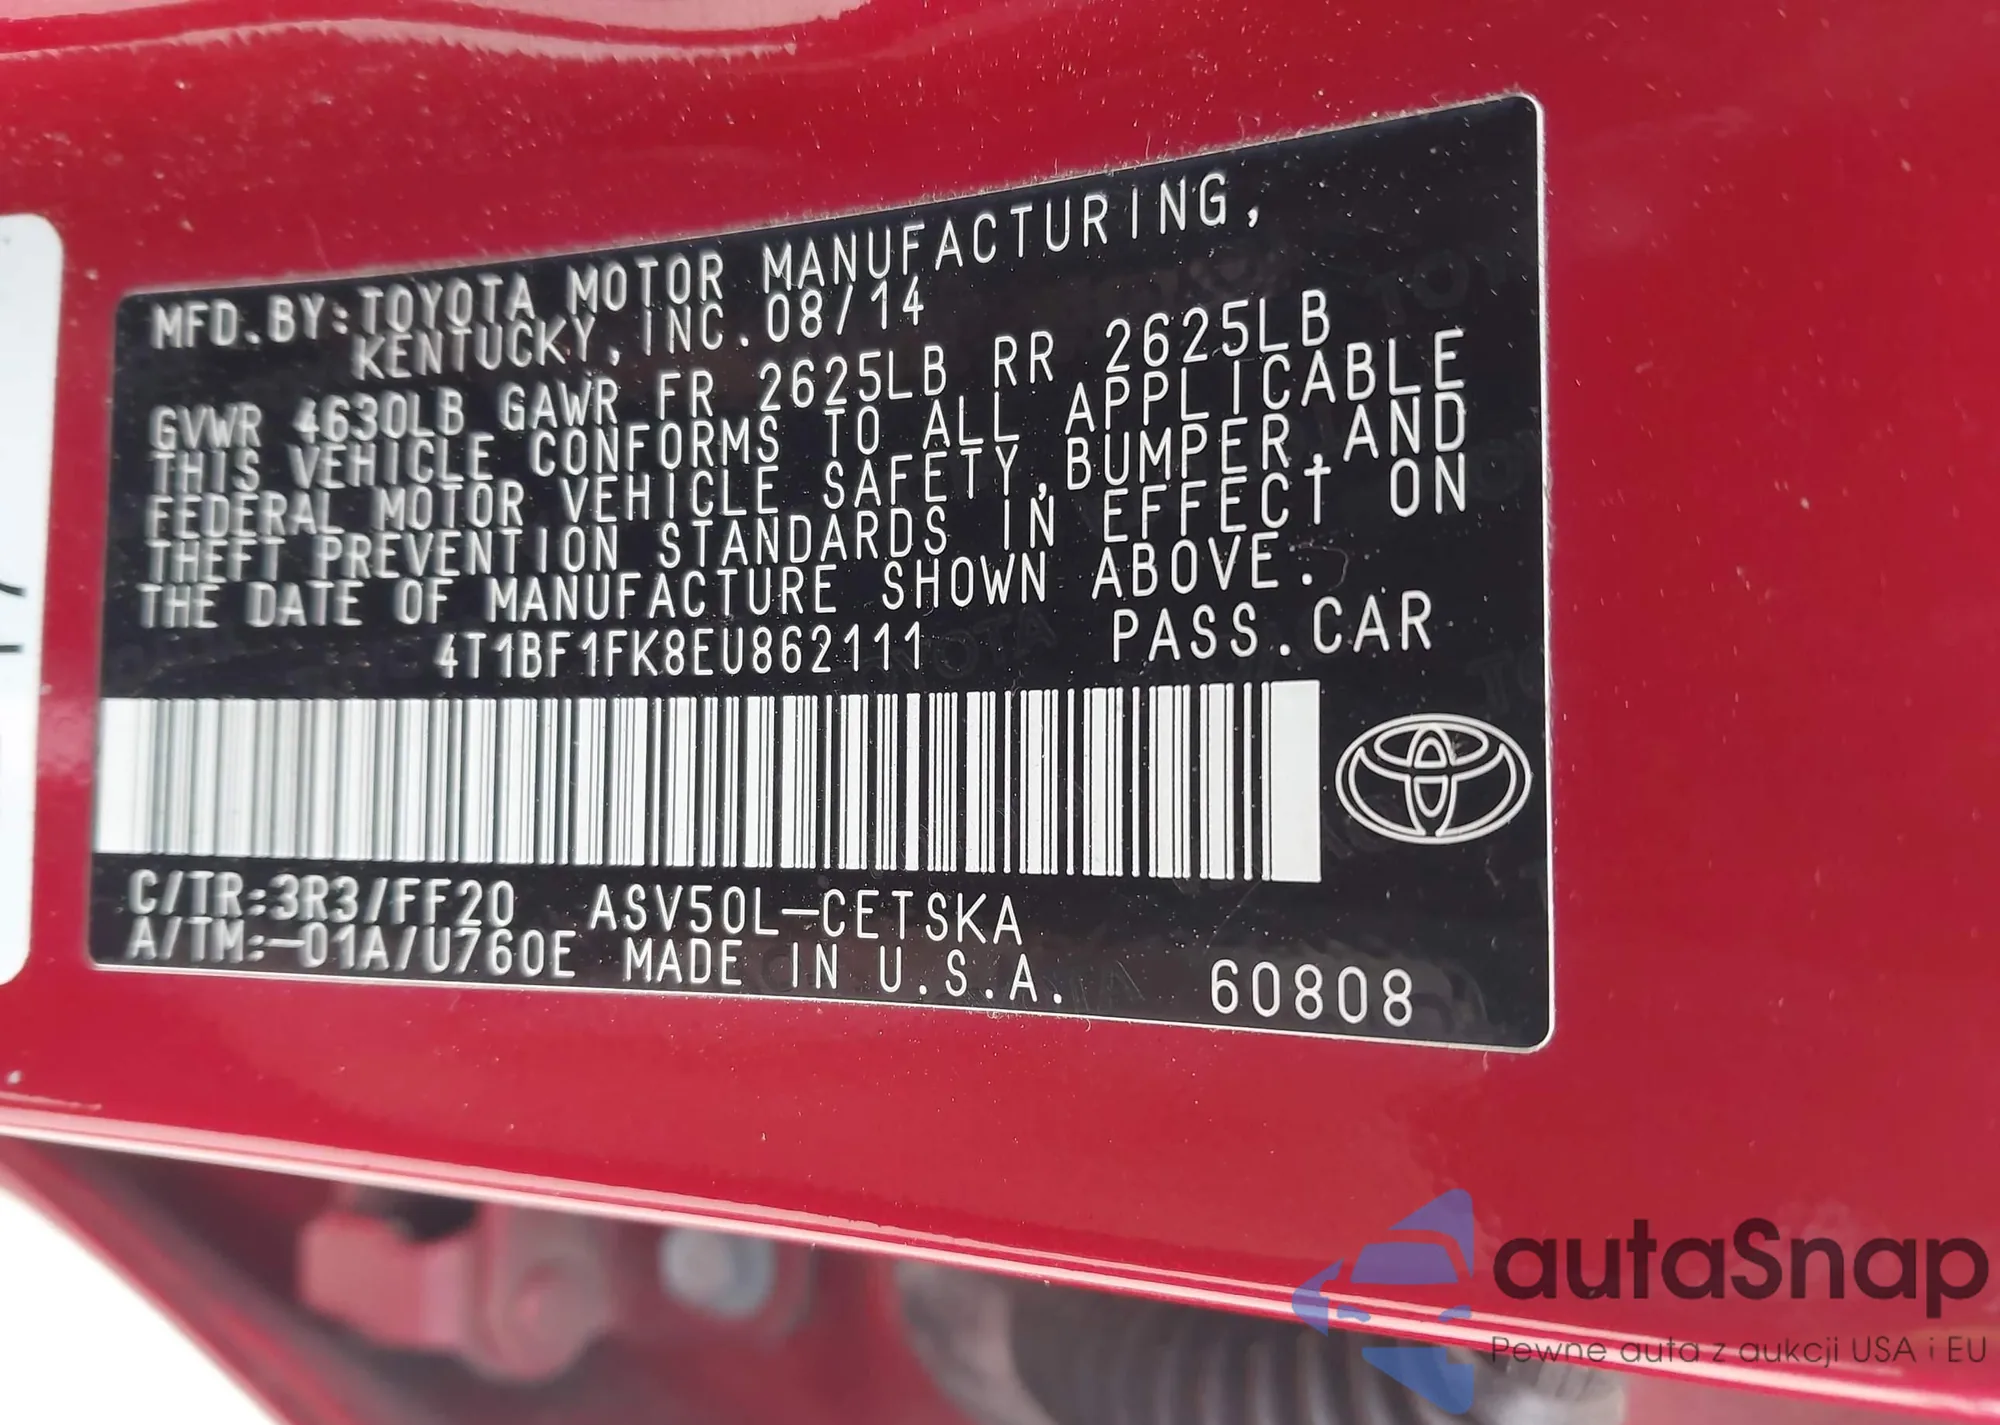 MFD.BY:TOYOTA MOTOR MANUFACTURING,
KENTUCKY, INC.08/14
GVWR 4630LB GAWR FR 2625LB RR 2625LB
THIS VEHICLE CONFORMS TO ALL APPLICABLE
FEDERAL MOTOR VEHICLE SAFETY,BUMPER,AND
THEFT PREVENTION STANDARDS IN EFFECT ON
THE DATE OF MANUFACTURE SHOWN ABOVE.
4T1BF1FK8EU862111 PASS.CAR
C/TR:3R3/FF20 ASV50L-CETSKA
A/TM:-01A/U760E MADE IN U.S.A. 60808
autaSnap
Pewne auta z aukcji USA i EU